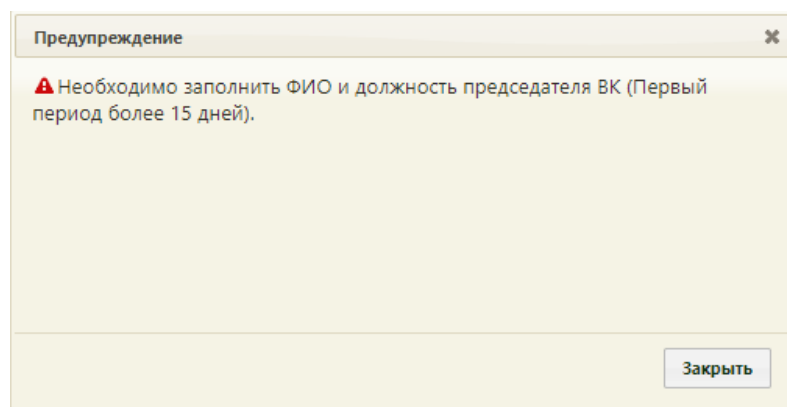 Предупреждение
Необходимо заполнить ФИО и должность председателя ВК (Первый
период более 15 дней).
Закрыть